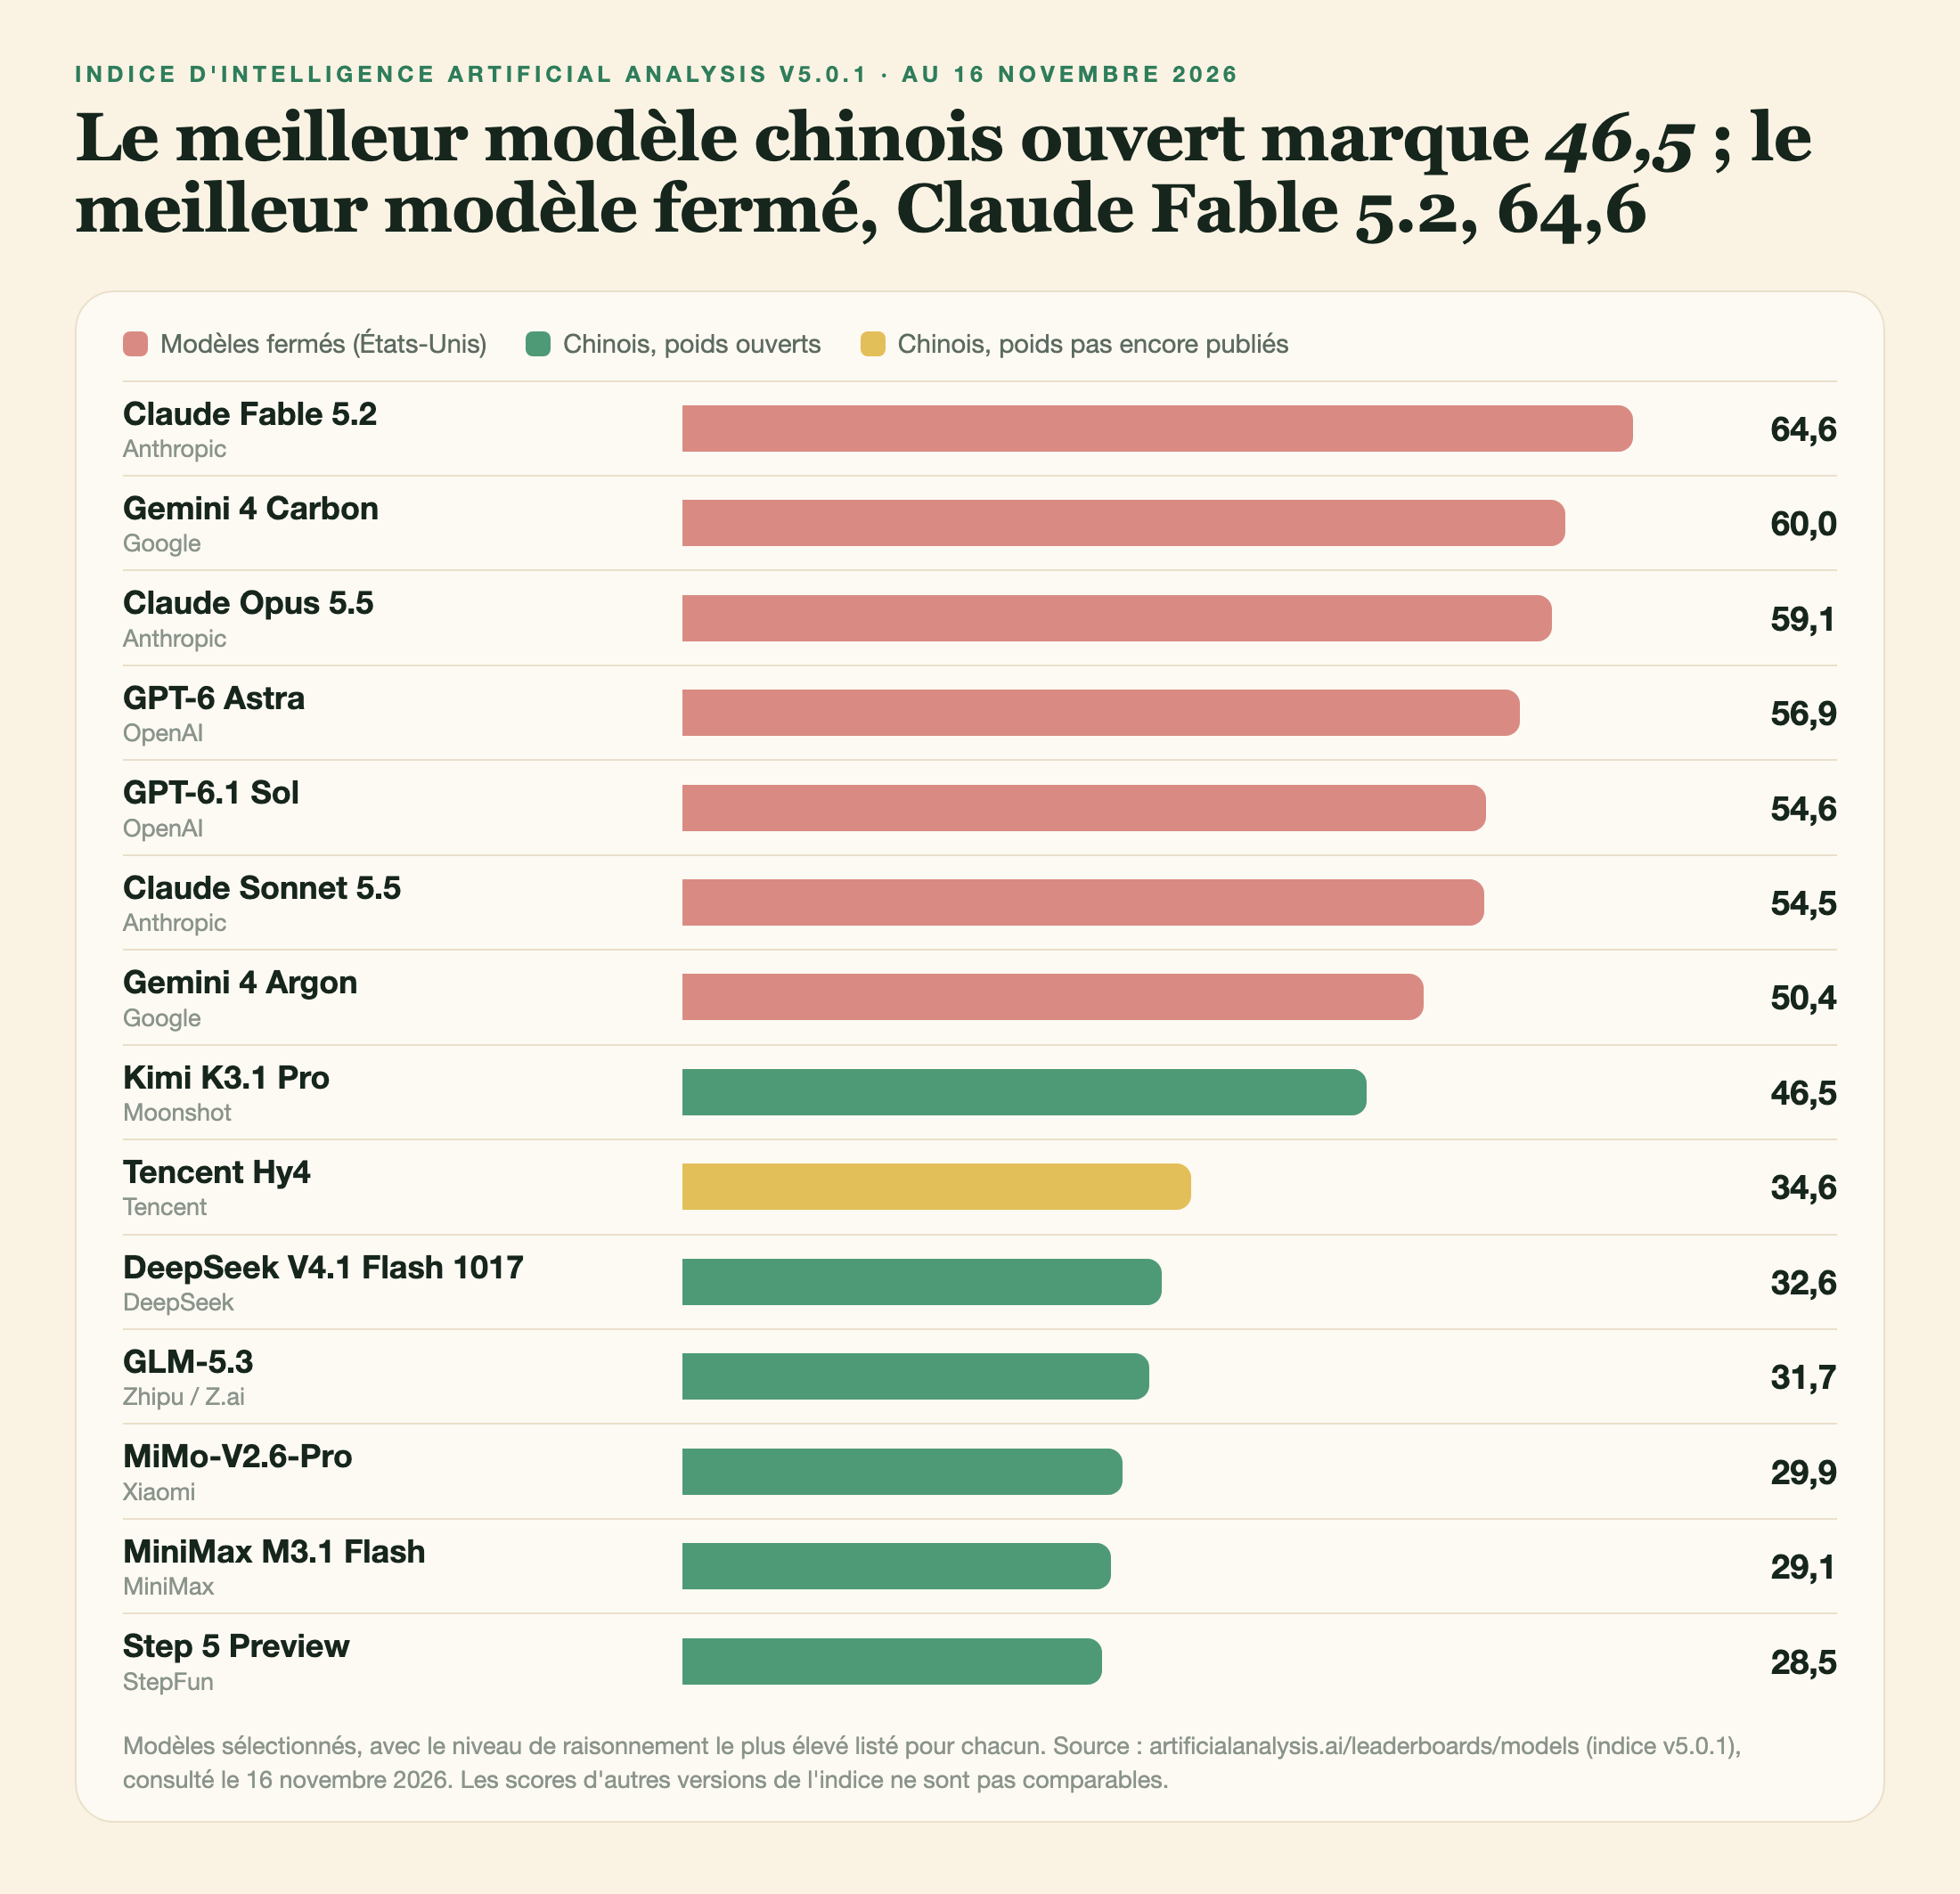 INDICE D'INTELLIGENCE ARTIFICIAL ANALYSIS V5.0.1 · AU 16 NOVEMBRE 2026
Le meilleur modèle chinois ouvert marque 46,5 ; le
meilleur modèle fermé, Claude Fable 5.2, 64,6
Modèles fermés (États-Unis)
Chinois, poids ouverts
Chinois, poids pas encore publiés
Claude Fable 5.2
Anthropic
64,6
Gemini 4 Carbon
Google
60,0
Claude Opus 5.5
Anthropic
59,1
GPT-6 Astra
OpenAI
56,9
GPT-6.1 Sol
OpenAI
54,6
Claude Sonnet 5.5
Anthropic
54,5
Gemini 4 Argon
Google
50,4
Kimi K3.1 Pro
Moonshot
46,5
Tencent Hy4
Tencent
34,6
DeepSeek V4.1 Flash 1017
DeepSeek
32,6
GLM-5.3
Zhipu / Z.ai
31,7
MiMo-V2.6-Pro
Xiaomi
29,9
MiniMax M3.1 Flash
MiniMax
29,1
Step 5 Preview
StepFun
28,5
Modèles sélectionnés, avec le niveau de raisonnement le plus élevé listé pour chacun. Source : artificialanalysis.ai/leaderboards/models (indice v5.0.1),
consulté le 16 novembre 2026. Les scores d'autres versions de l'indice ne sont pas comparables.